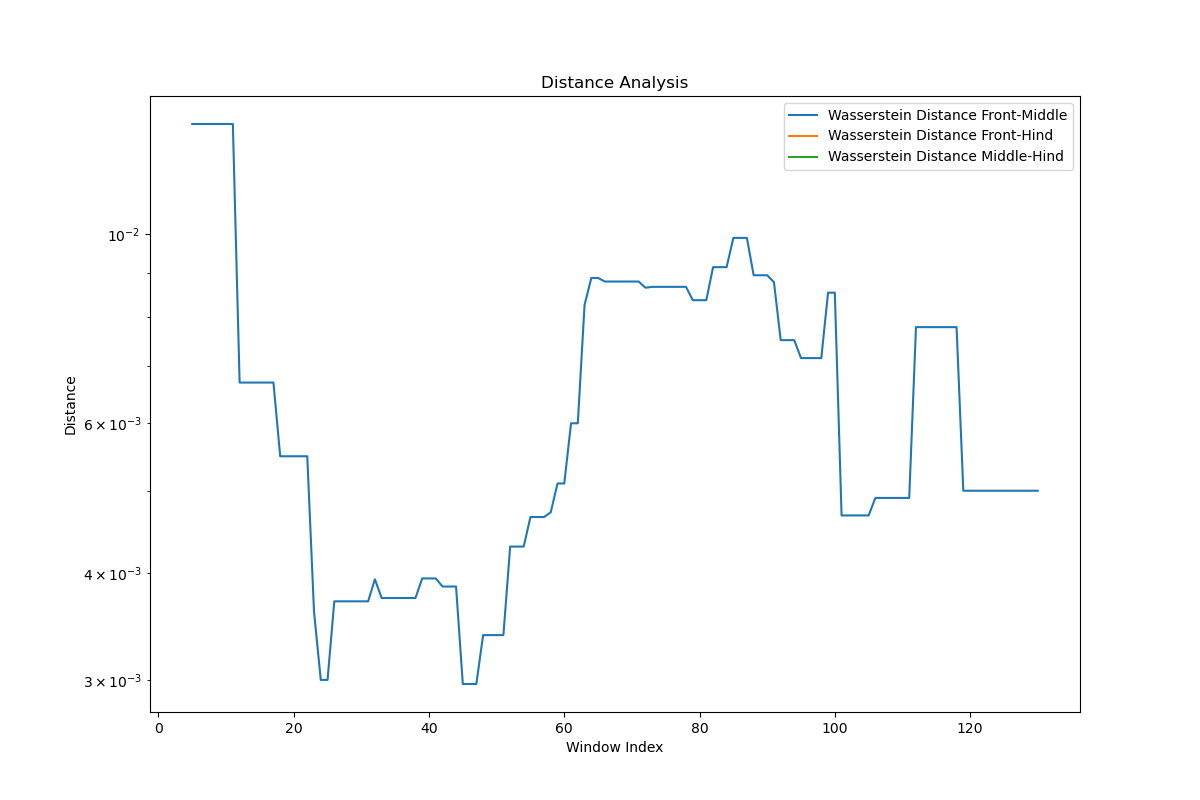 Distance Analysis
Wasserstein Distance Front-Middle
Wasserstein Distance Front-Hind
Wasserstein Distance Middle-Hind
Distance
10⁻²
6 × 10⁻³
4 × 10⁻³
3 × 10⁻³
0 20 40 60 80 100 120
Window Index